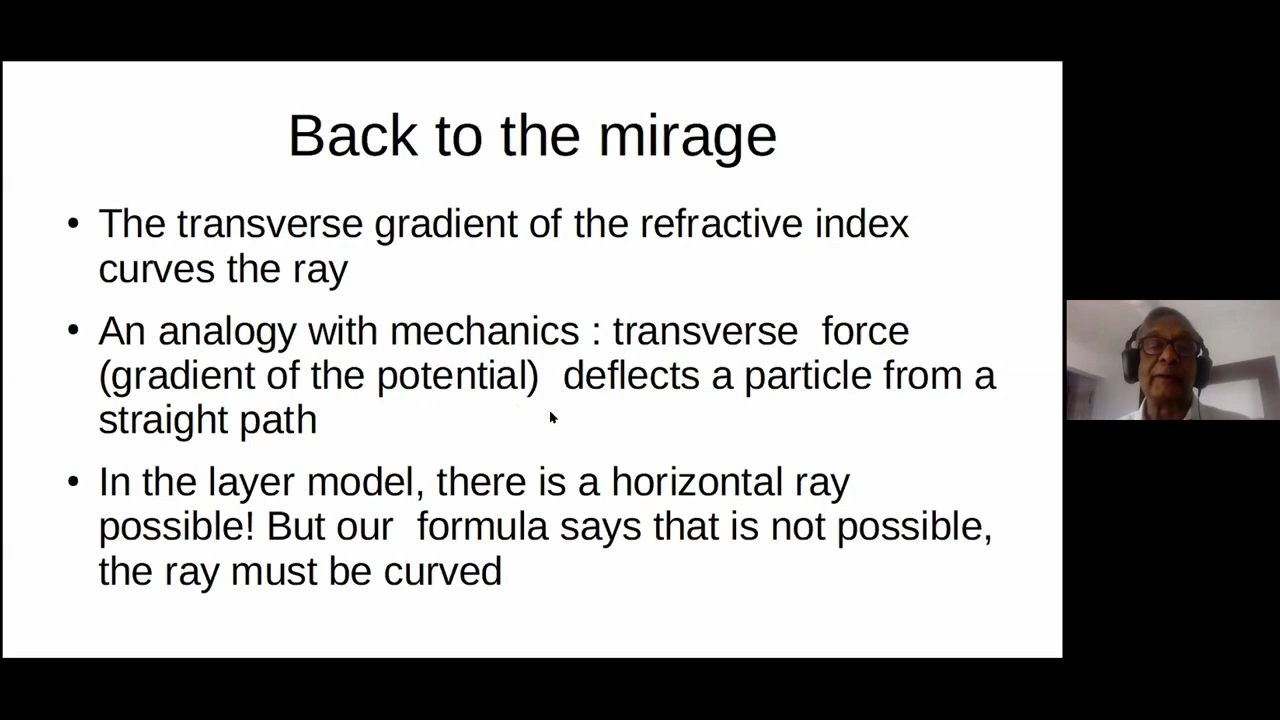 Back to the mirage
• The transverse gradient of the refractive index
curves the ray
• An analogy with mechanics : transverse  force
(gradient of the potential)  deflects a particle from a
straight path
• In the layer model, there is a horizontal ray
possible! But our  formula says that is not possible,
the ray must be curved